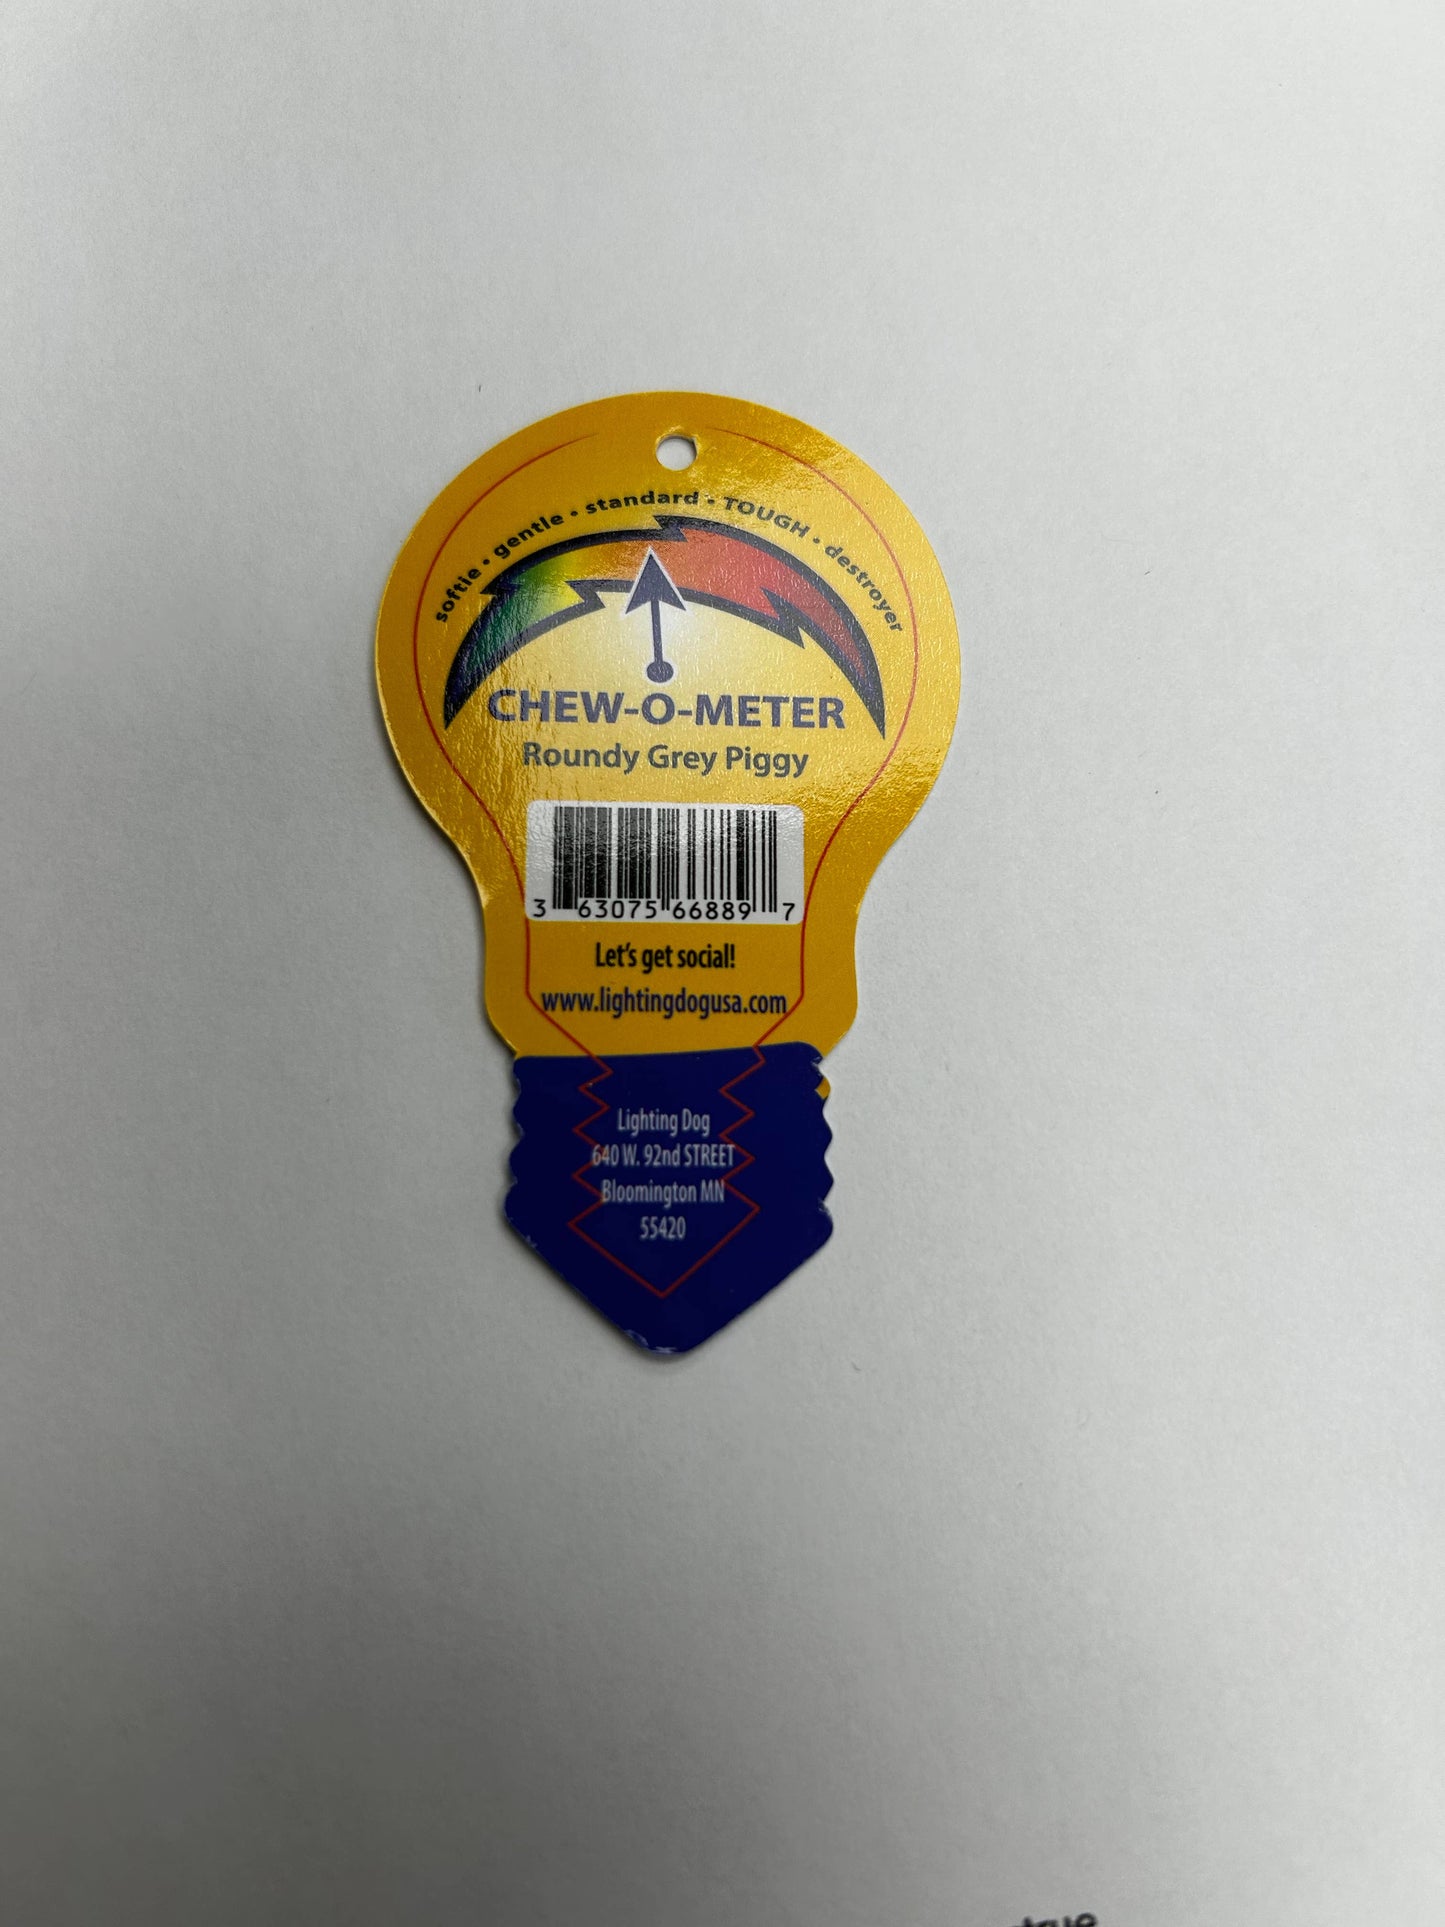 softie • gentle • standard • TOUGH • destroyer
CHEW-O-METER
Roundy Grey Piggy
3 63075 66889 7
Let's get social!
www.lightingdogusa.com
Lighting Dog
640 W. 92nd STREET
Bloomington MN
55420